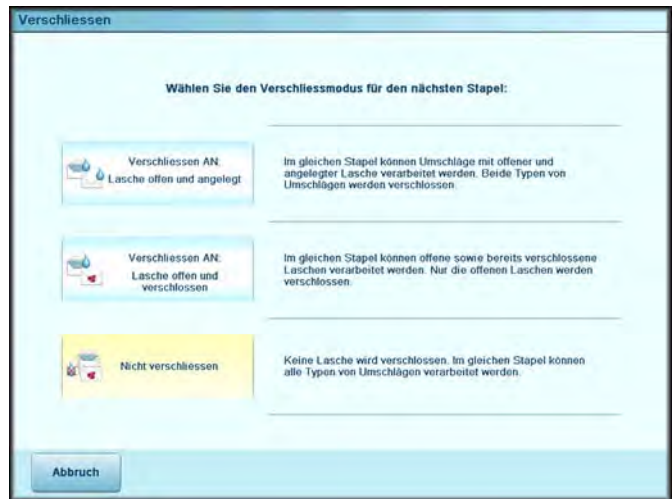 Verschliessen
Wählen Sie den Verschliessmodus für den nächsten Stapel:
Verschliessen AN:
Lasche offen und angelegt
Im gleichen Stapel können Umschläge mit offener und
angelegter Lasche verarbeitet werden. Beide Typen von
Umschlägen werden verschlossen.
Verschliessen AN:
Lasche offen und
verschlossen
Im gleichen Stapel können offene sowie bereits verschlossene
Laschen verarbeitet werden. Nur die offenen Laschen werden
verschlossen.
Nicht verschliessen
Keine Lasche wird verschlossen. Im gleichen Stapel können
alle Typen von Umschlägen verarbeitet werden.
Abbruch